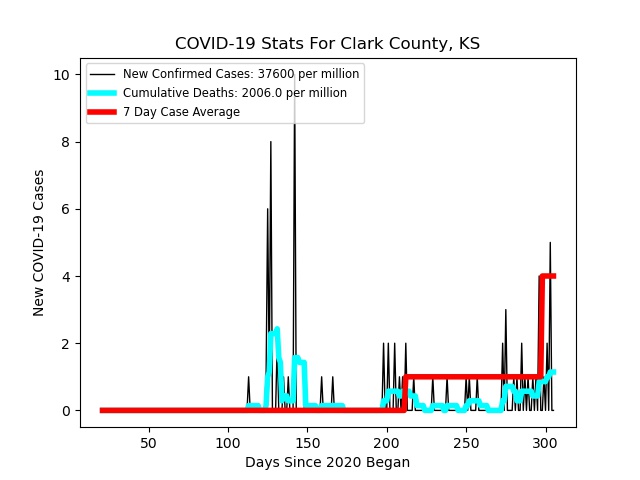 COVID-19 Stats For Clark County, KS
New Confirmed Cases: 37600 per million
Cumulative Deaths: 2006.0 per million
7 Day Case Average
New COVID-19 Cases
10
8
6
4
2
0
50 100 150 200 250 300
Days Since 2020 Began